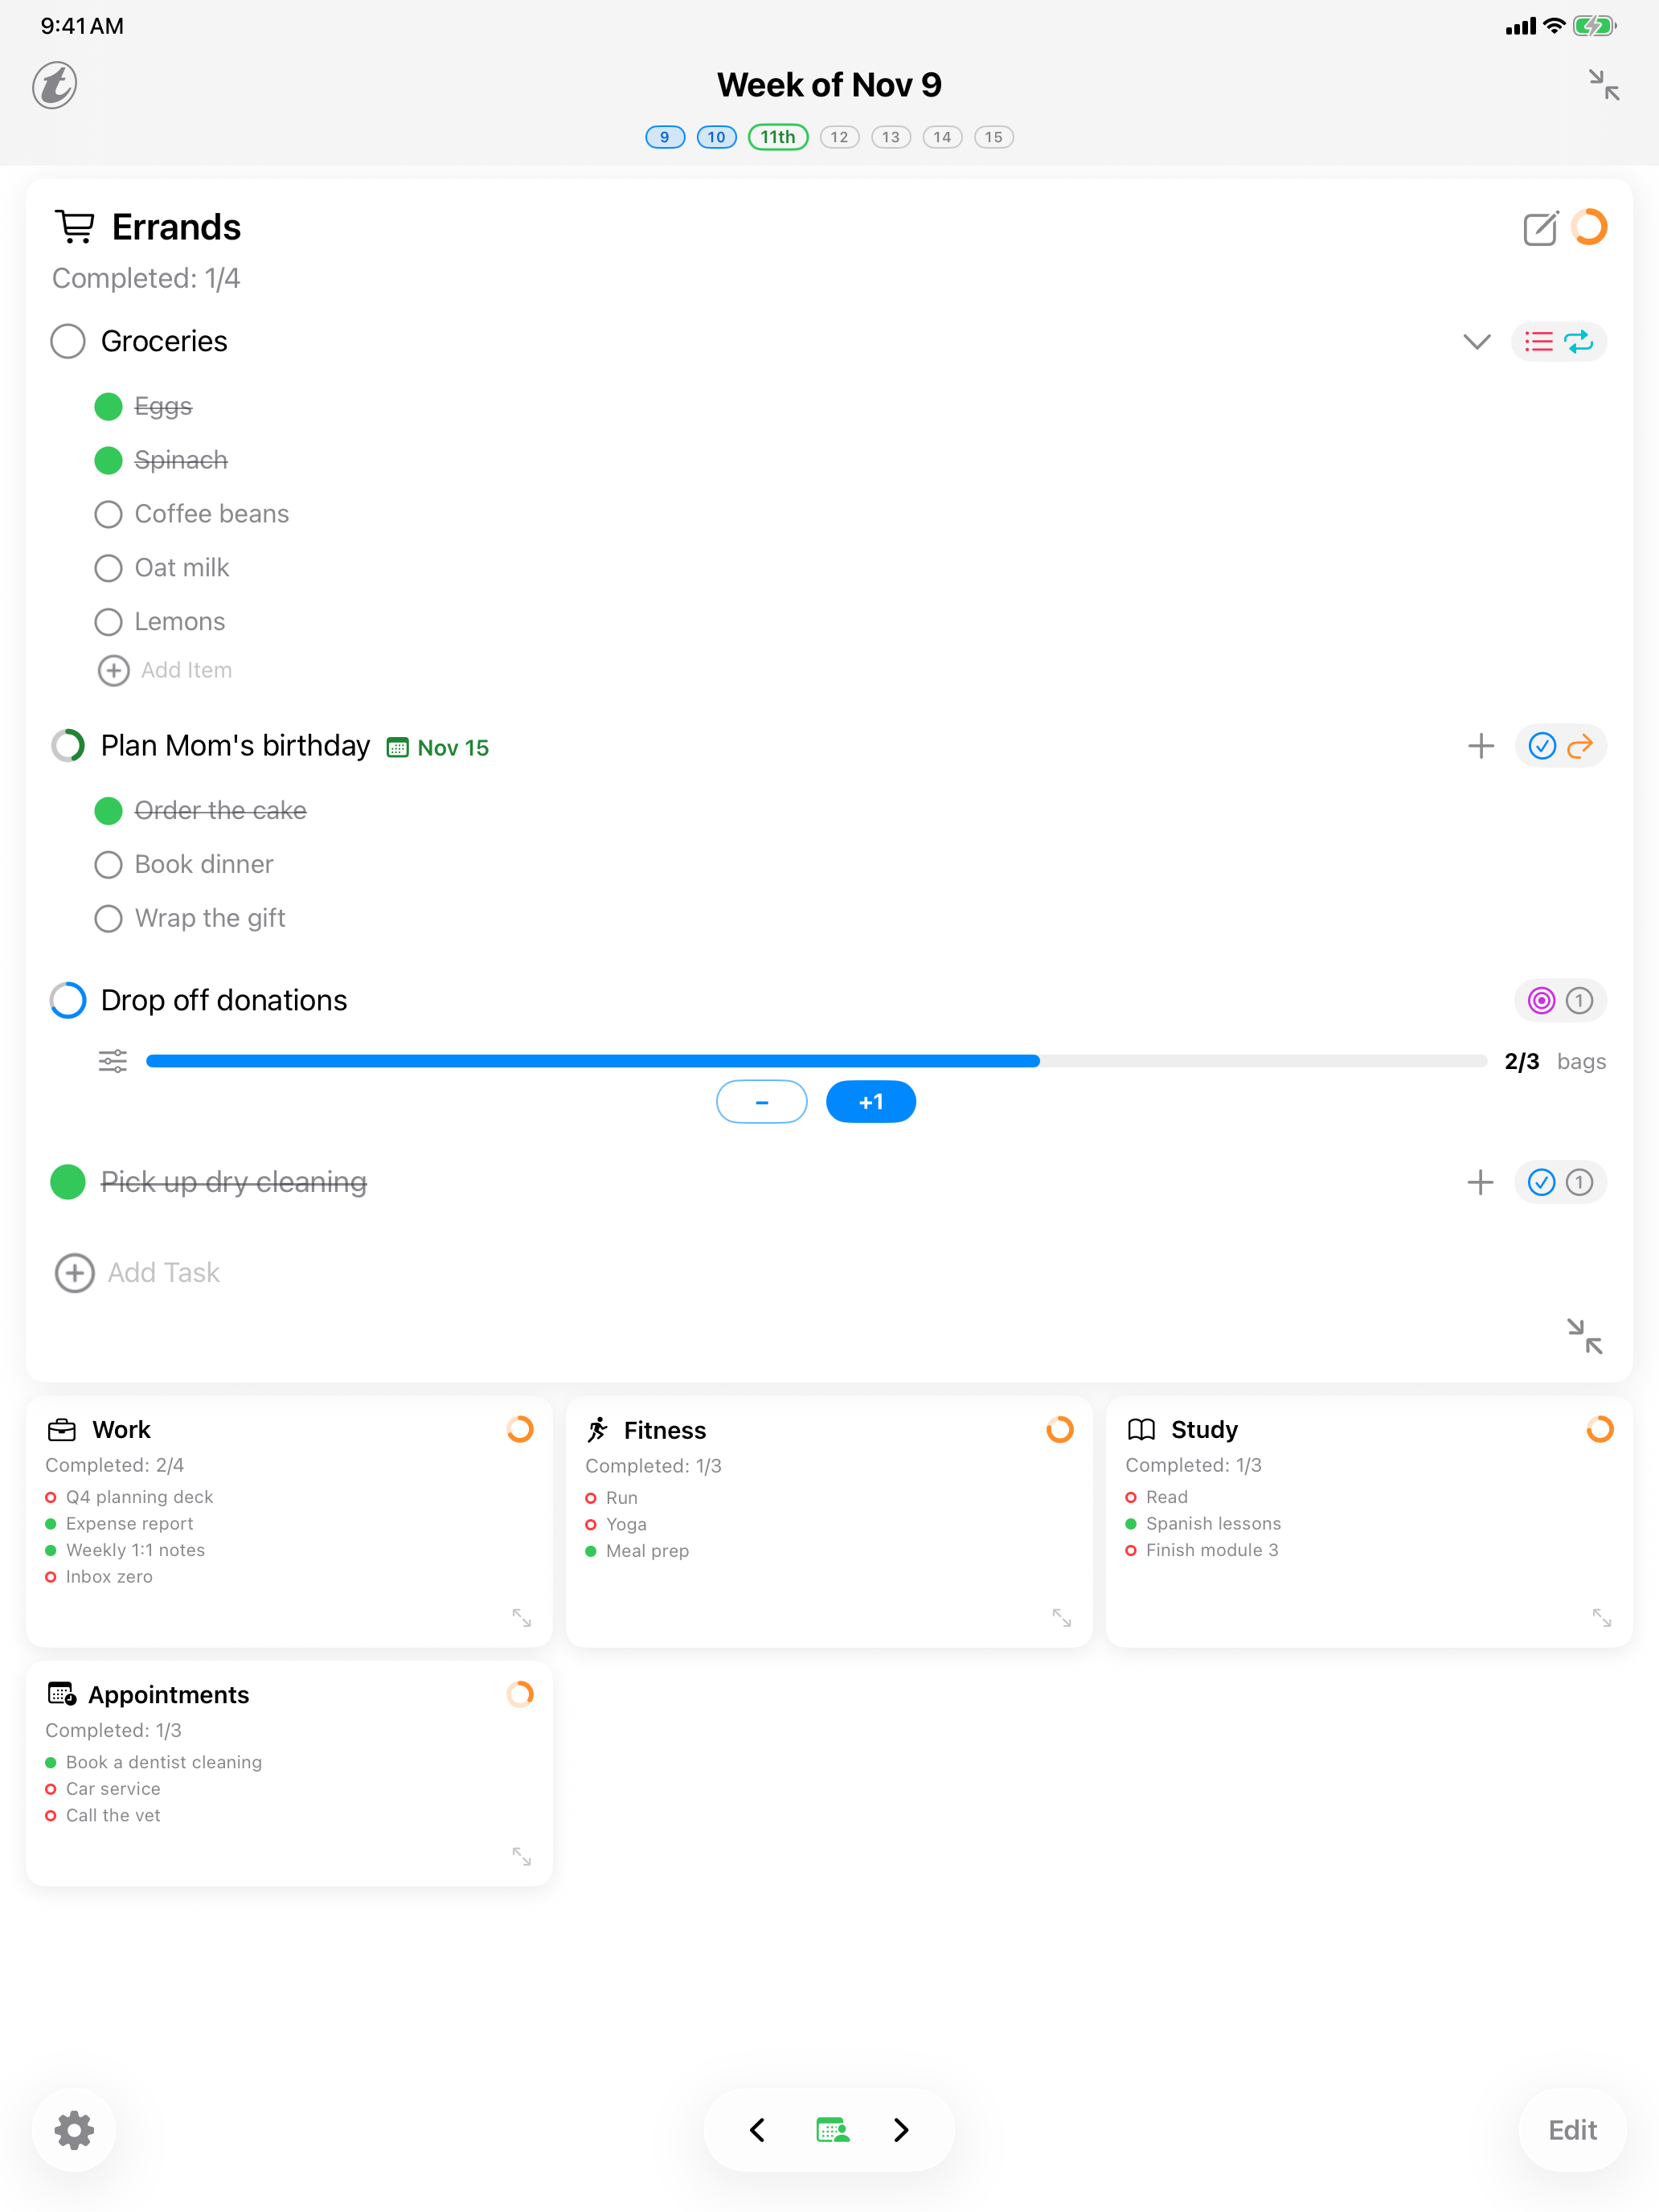 9:41 AM
t
Week of Nov 9
9 10 11th 12 13 14 15
Errands
Completed: 1/4
Groceries
Eggs
Spinach
Coffee beans
Oat milk
Lemons
Add Item
Plan Mom's birthday Nov 15
Order the cake
Book dinner
Wrap the gift
Drop off donations 1
2/3 bags
– +1
Pick up dry cleaning 1
Add Task
Work
Completed: 2/4
Q4 planning deck
Expense report
Weekly 1:1 notes
Inbox zero
Fitness
Completed: 1/3
Run
Yoga
Meal prep
Study
Completed: 1/3
Read
Spanish lessons
Finish module 3
Appointments
Completed: 1/3
Book a dentist cleaning
Car service
Call the vet
Edit